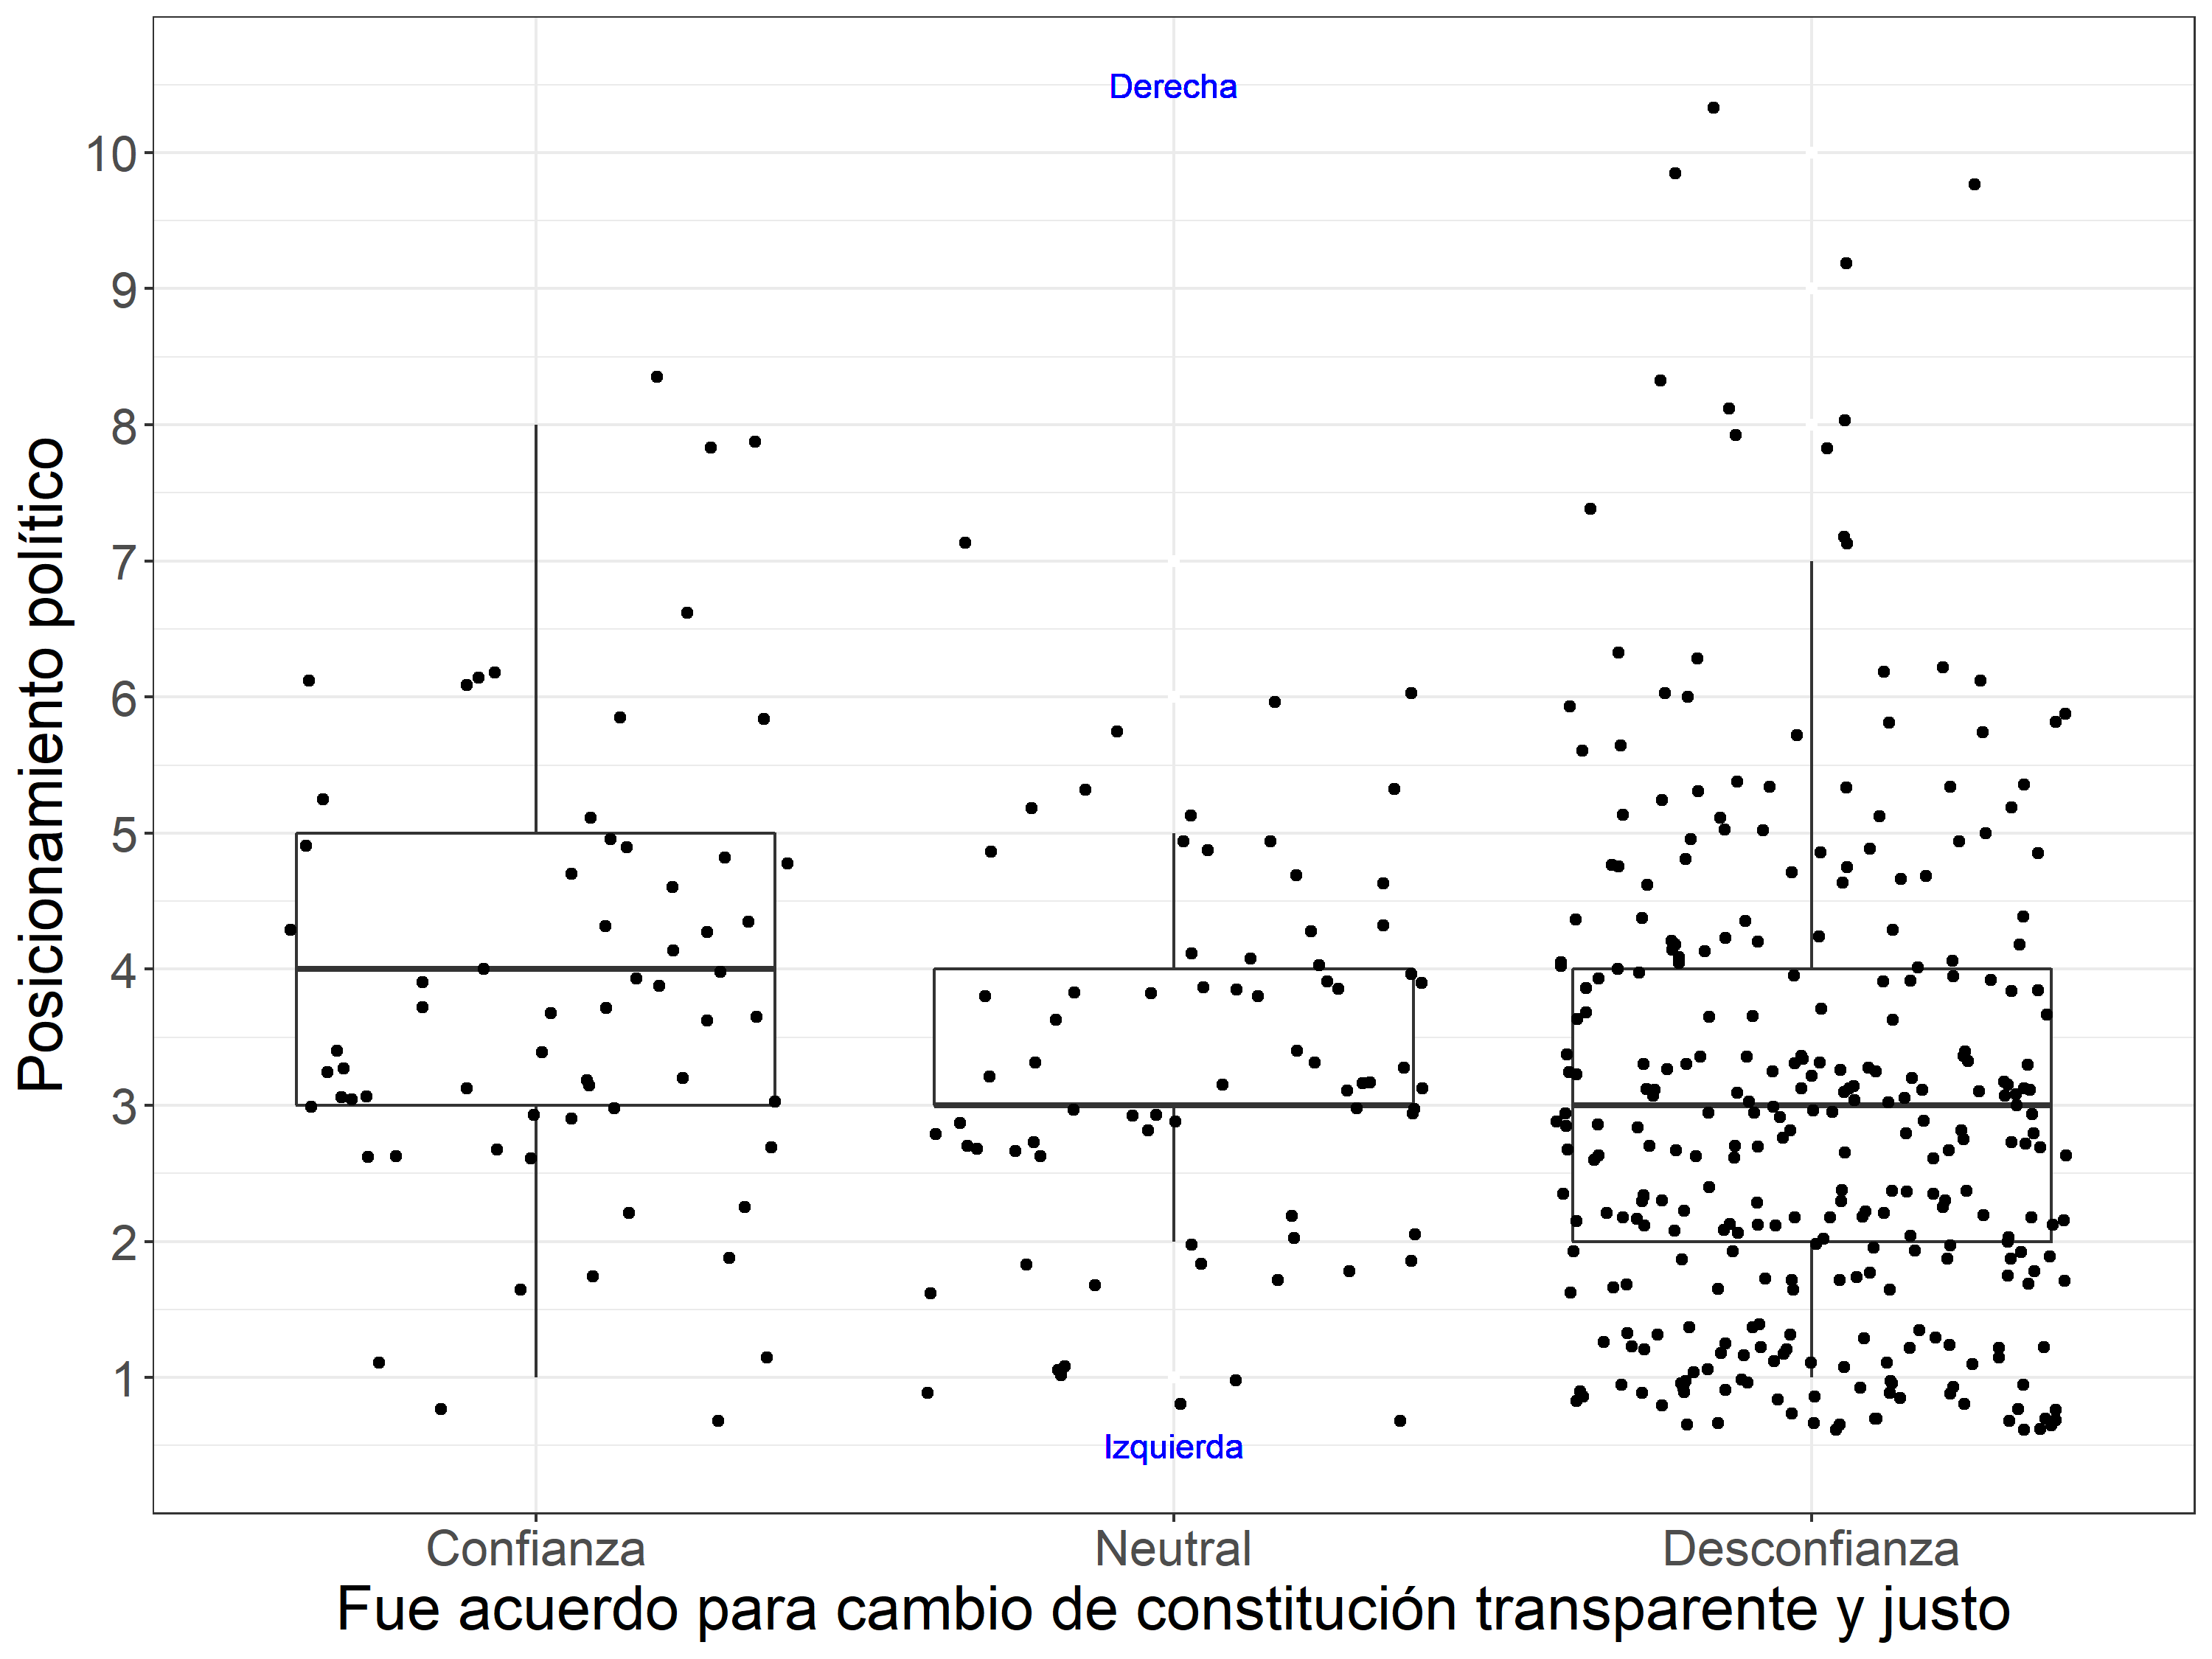 Derecha
10
9
8
7
6
5
4
3
2
1
Posicionamiento político
Izquierda
Confianza Neutral Desconfianza
Fue acuerdo para cambio de constitución transparente y justo